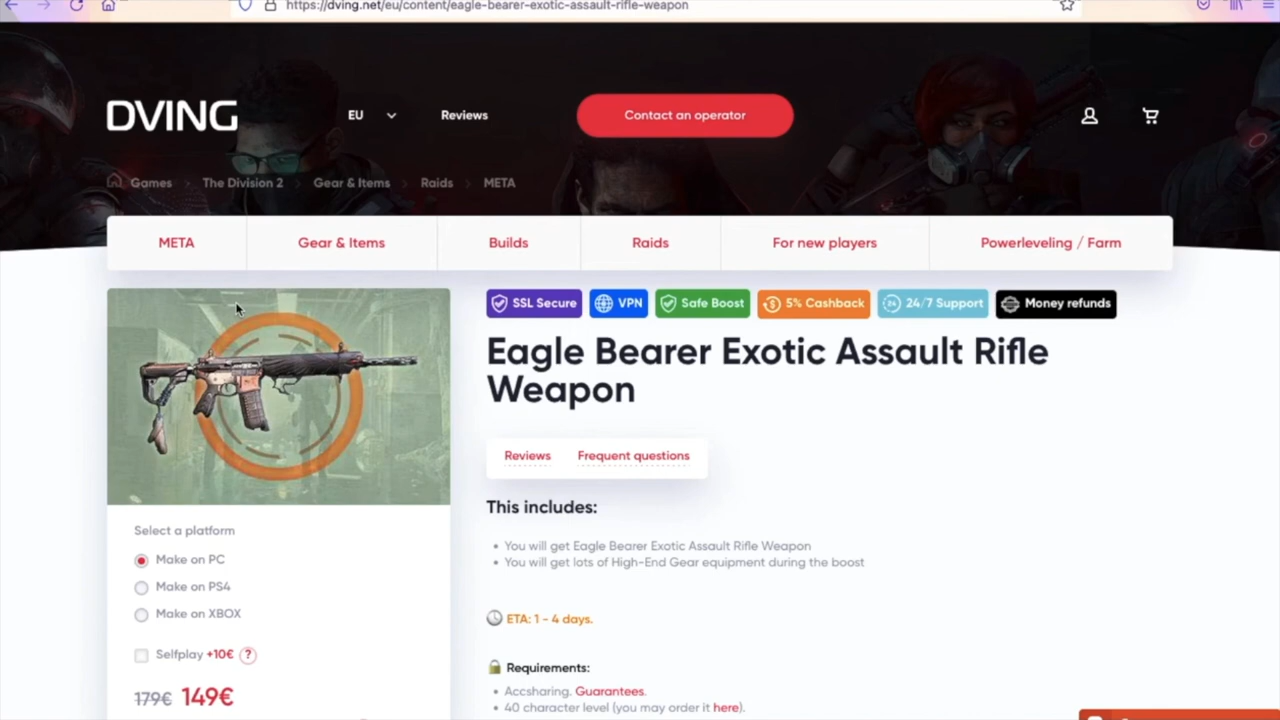 https://dving.net/eu/content/eagle-bearer-exotic-assault-rifle-weapon
DVING
EU
Reviews
Contact an operator
Games
The Division 2
Gear & Items
Raids
META
META
Gear & Items
Builds
Raids
For new players
Powerleveling / Farm
SSL Secure
VPN
Safe Boost
5% Cashback
24/7 Support
Money refunds
Eagle Bearer Exotic Assault Rifle
Weapon
Reviews
Frequent questions
This includes:
• You will get Eagle Bearer Exotic Assault Rifle Weapon
• You will get lots of High-End Gear equipment during the boost
ETA: 1 - 4 days.
Requirements:
• Accsharing. Guarantees.
• 40 character level (you may order it here).
Select a platform
Make on PC
Make on PS4
Make on XBOX
Selfplay +10€ ?
179€ 149€